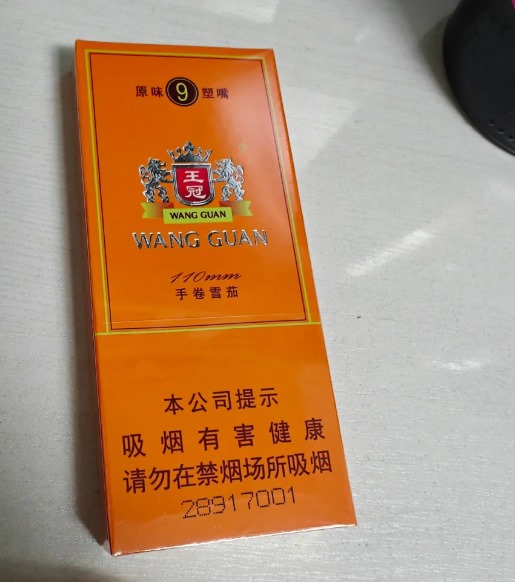 原味 9 塑嘴
王冠
WANG GUAN
WANG GUAN
110mm
手卷雪茄
本公司提示
吸烟有害健康
请勿在禁烟场所吸烟
28917001